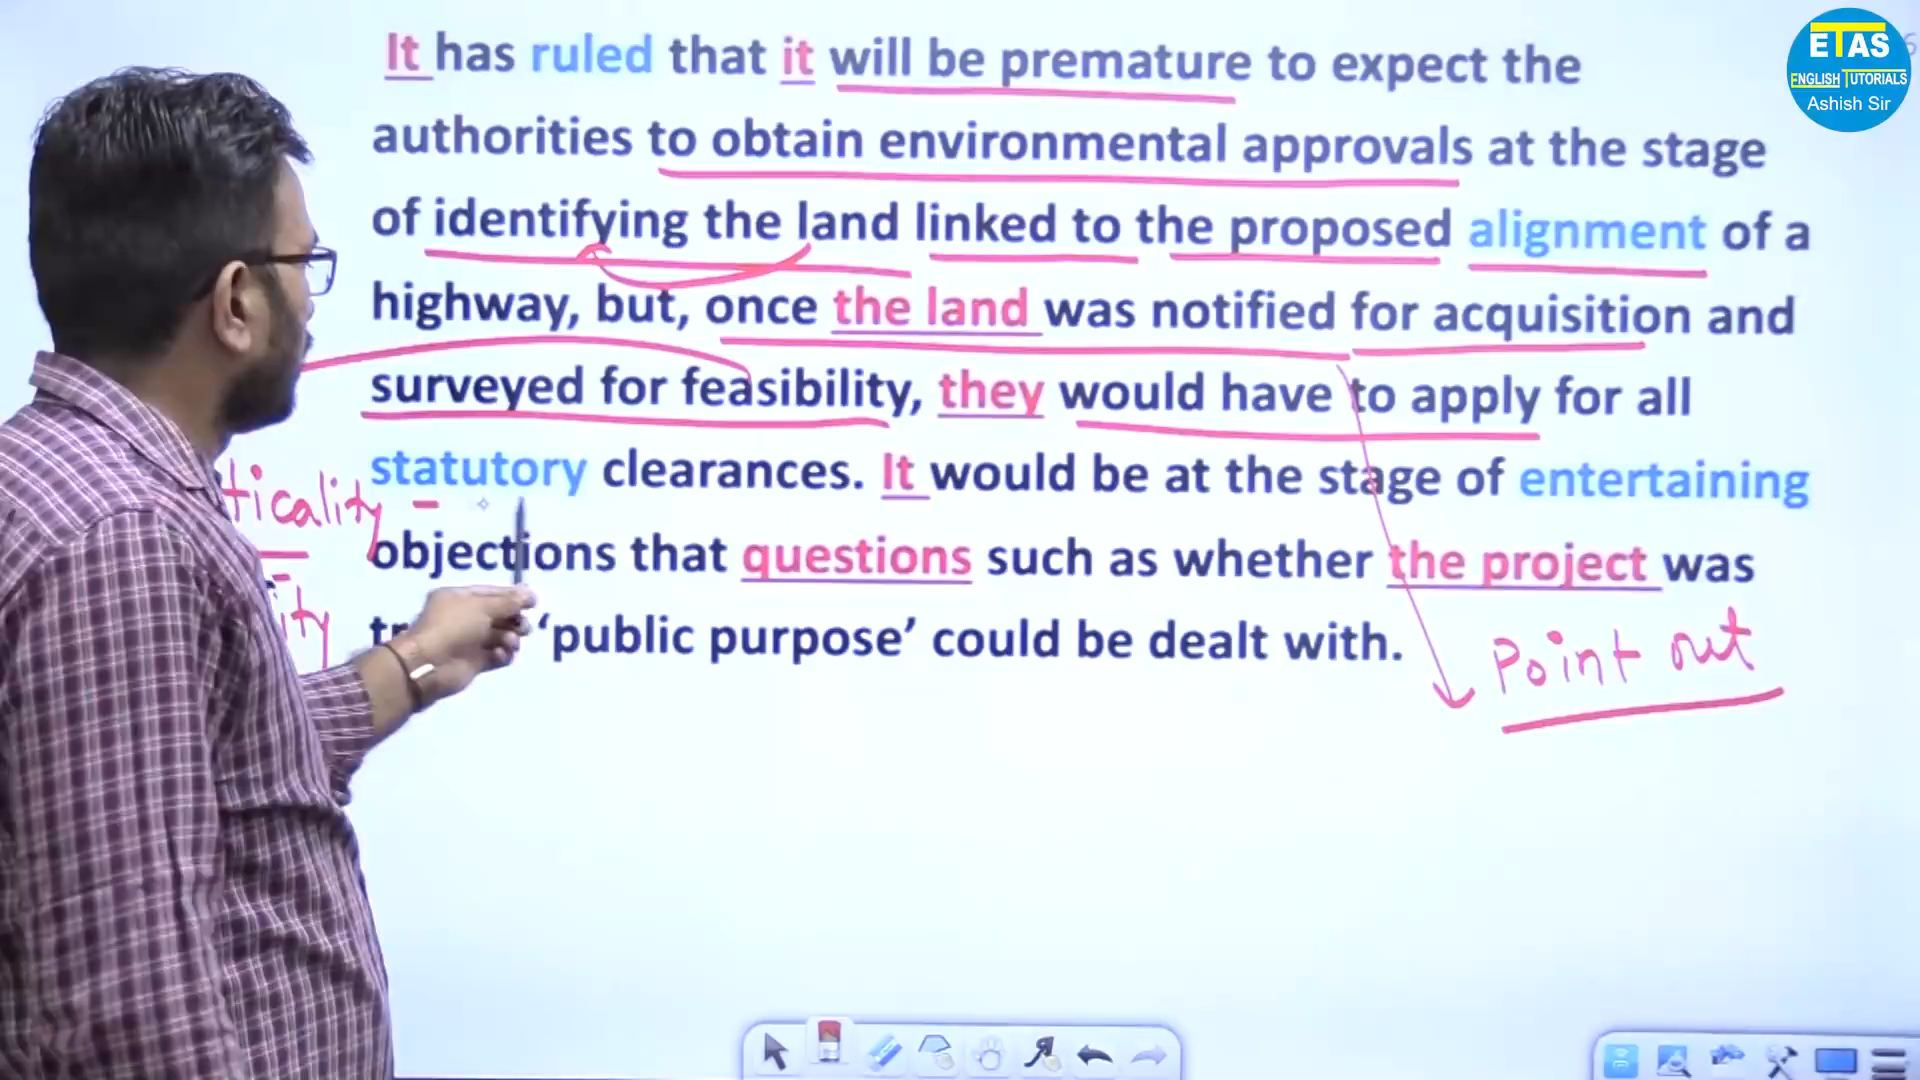 It has ruled that it will be premature to expect the
authorities to obtain environmental approvals at the stage
of identifying the land linked to the proposed alignment of a
highway, but, once the land was notified for acquisition and
surveyed for feasibility, they would have to apply for all
statutory clearances. It would be at the stage of entertaining
objections that questions such as whether the project was
‘public purpose’ could be dealt with.
ticality -
ity
Point out
ETAS
ENGLISH TUTORIALS
Ashish Sir